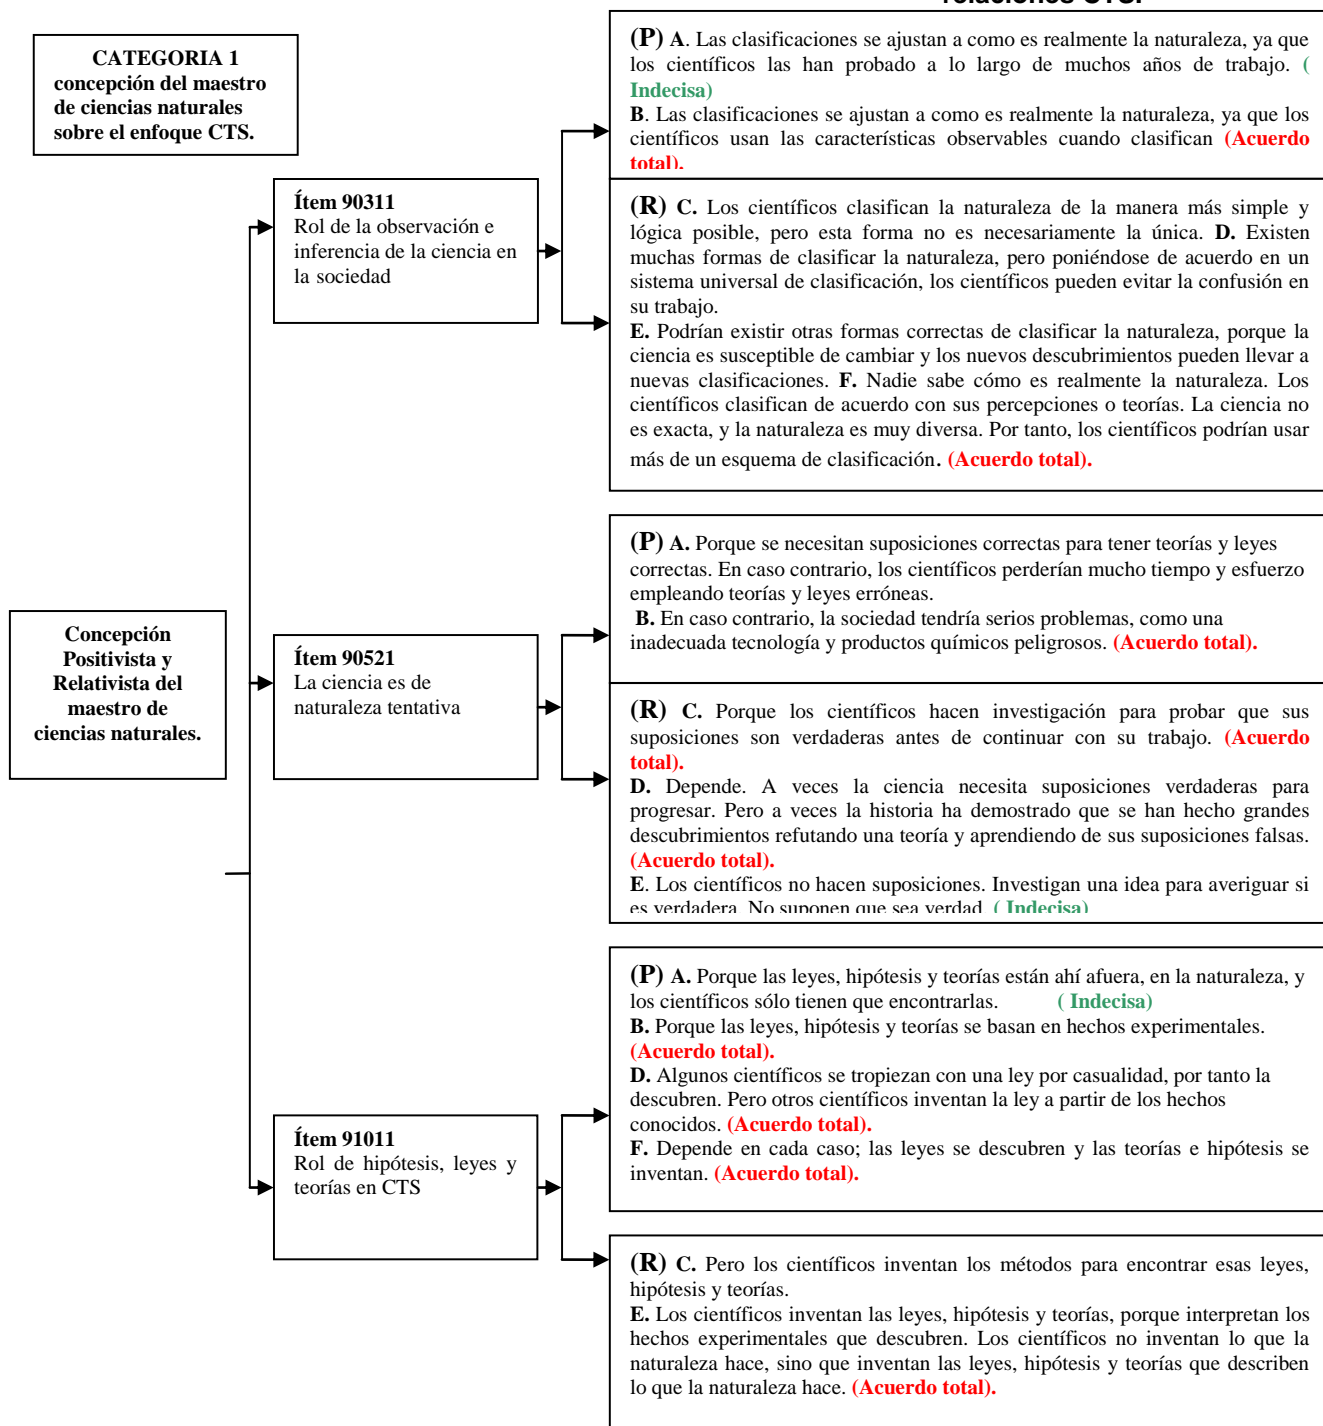 relaciones CTS.
CATEGORIA 1
concepción del maestro
de ciencias naturales
sobre el enfoque CTS.
(P) A. Las clasificaciones se ajustan a como es realmente la naturaleza, ya que
los científicos las han probado a lo largo de muchos años de trabajo. (
Indecisa)
B. Las clasificaciones se ajustan a como es realmente la naturaleza, ya que los
científicos usan las características observables cuando clasifican (Acuerdo
total).
Ítem 90311
Rol de la observación e
inferencia de la ciencia en
la sociedad
(R) C. Los científicos clasifican la naturaleza de la manera más simple y
lógica posible, pero esta forma no es necesariamente la única. D. Existen
muchas formas de clasificar la naturaleza, pero poniéndose de acuerdo en un
sistema universal de clasificación, los científicos pueden evitar la confusión en
su trabajo.
E. Podrían existir otras formas correctas de clasificar la naturaleza, porque la
ciencia es susceptible de cambiar y los nuevos descubrimientos pueden llevar a
nuevas clasificaciones. F. Nadie sabe cómo es realmente la naturaleza. Los
científicos clasifican de acuerdo con sus percepciones o teorías. La ciencia no
es exacta, y la naturaleza es muy diversa. Por tanto, los científicos podrían usar
más de un esquema de clasificación. (Acuerdo total).
Concepción
Positivista y
Relativista del
maestro de
ciencias naturales.
Ítem 90521
La ciencia es de
naturaleza tentativa
(P) A. Porque se necesitan suposiciones correctas para tener teorías y leyes
correctas. En caso contrario, los científicos perderían mucho tiempo y esfuerzo
empleando teorías y leyes erróneas.
B. En caso contrario, la sociedad tendría serios problemas, como una
inadecuada tecnología y productos químicos peligrosos. (Acuerdo total).
(R) C. Porque los científicos hacen investigación para probar que sus
suposiciones son verdaderas antes de continuar con su trabajo. (Acuerdo
total).
D. Depende. A veces la ciencia necesita suposiciones verdaderas para
progresar. Pero a veces la historia ha demostrado que se han hecho grandes
descubrimientos refutando una teoría y aprendiendo de sus suposiciones falsas.
(Acuerdo total).
E. Los científicos no hacen suposiciones. Investigan una idea para averiguar si
es verdadera. No suponen que sea verdad. ( Indecisa)
Ítem 91011
Rol de hipótesis, leyes y
teorías en CTS
(P) A. Porque las leyes, hipótesis y teorías están ahí afuera, en la naturaleza, y
los científicos sólo tienen que encontrarlas. ( Indecisa)
B. Porque las leyes, hipótesis y teorías se basan en hechos experimentales.
(Acuerdo total).
D. Algunos científicos se tropiezan con una ley por casualidad, por tanto la
descubren. Pero otros científicos inventan la ley a partir de los hechos
conocidos. (Acuerdo total).
F. Depende en cada caso; las leyes se descubren y las teorías e hipótesis se
inventan. (Acuerdo total).
(R) C. Pero los científicos inventan los métodos para encontrar esas leyes,
hipótesis y teorías.
E. Los científicos inventan las leyes, hipótesis y teorías, porque interpretan los
hechos experimentales que descubren. Los científicos no inventan lo que la
naturaleza hace, sino que inventan las leyes, hipótesis y teorías que describen
lo que la naturaleza hace. (Acuerdo total).